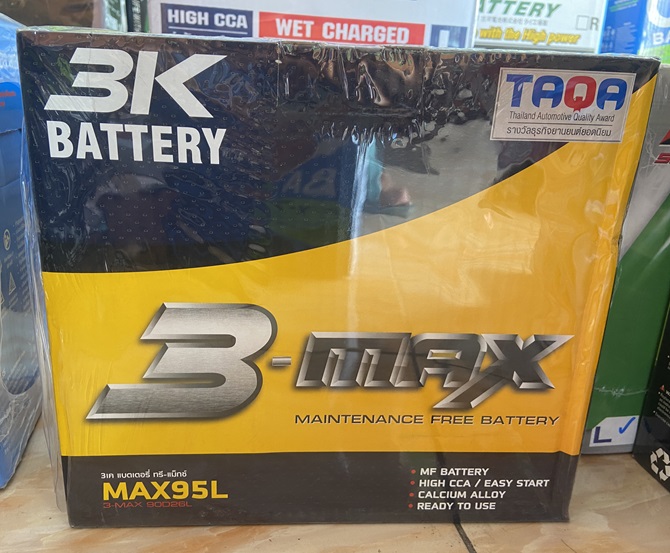 HIGH CCA
WET CHARGED
ATTERY
with the High power
R
3K
BATTERY
TAQA
Thailand Automotive Quality Award
รางวัลธุรกิจยานยนต์ยอดนิยม
3-MAX
MAINTENANCE FREE BATTERY
3เค แบตเตอรี่ ทรี-แม็กซ์
MAX95L
3-MAX 90D26L
• MF BATTERY
• HIGH CCA / EASY START
• CALCIUM ALLOY
• READY TO USE
L ✓